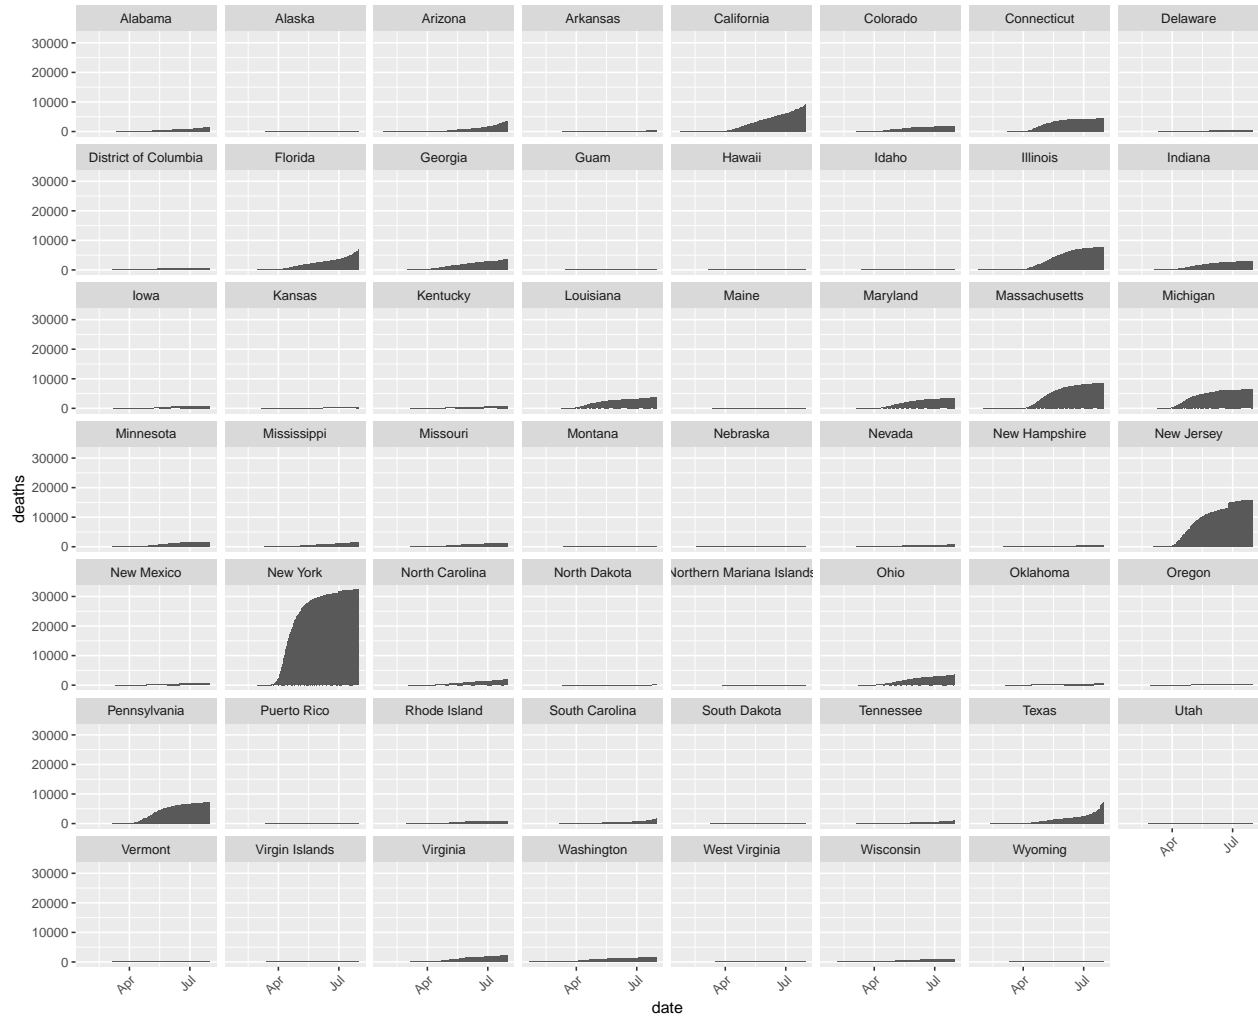 Alabama Alaska Arizona Arkansas California Colorado Connecticut Delaware
30000
20000
10000
0
District of Columbia Florida Georgia Guam Hawaii Idaho Illinois Indiana
30000
20000
10000
0
Iowa Kansas Kentucky Louisiana Maine Maryland Massachusetts Michigan
30000
20000
10000
0
Minnesota Mississippi Missouri Montana Nebraska Nevada New Hampshire New Jersey
30000
20000
10000
0
deaths
New Mexico New York North Carolina North Dakota Northern Mariana Islands Ohio Oklahoma Oregon
30000
20000
10000
0
Pennsylvania Puerto Rico Rhode Island South Carolina South Dakota Tennessee Texas Utah
30000
20000
10000
0
Apr Jul
Vermont Virgin Islands Virginia Washington West Virginia Wisconsin Wyoming
30000
20000
10000
0
Apr Jul Apr Jul Apr Jul Apr Jul Apr Jul Apr Jul Apr Jul
date